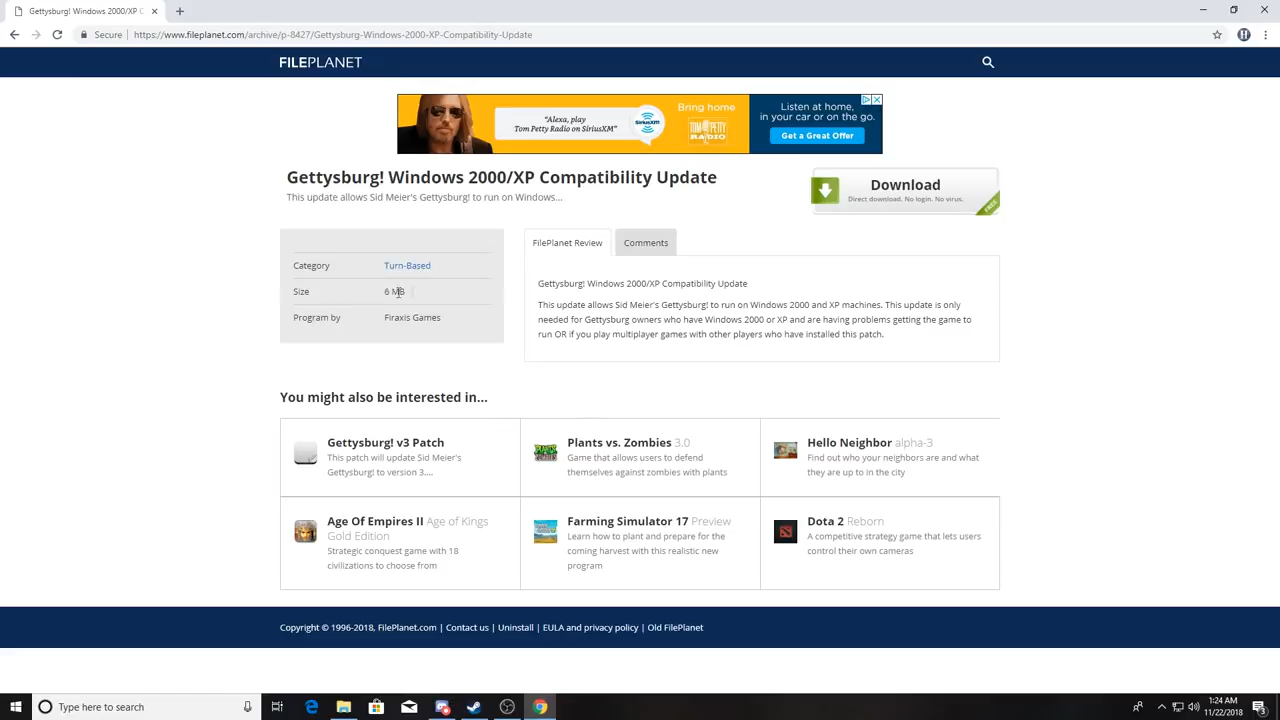 Gettysburg! Windows 2000/XP C
Secure | https://www.fileplanet.com/archive/p-8427/Gettysburg-Windows-2000-XP-Compatibility-Update
FILEPLANET
"Alexa, play
Tom Petty Radio on SiriusXM"
SiriusXM
Bring home
TOM PETTY
RADIO
Listen at home,
in your car or on the go.
Get a Great Offer
Gettysburg! Windows 2000/XP Compatibility Update
This update allows Sid Meier's Gettysburg! to run on Windows...
Download
Direct download. No login. No virus.
FREE
Category Turn-Based
Size 6 MB
Program by Firaxis Games
FilePlanet Review
Comments
Gettysburg! Windows 2000/XP Compatibility Update
This update allows Sid Meier's Gettysburg! to run on Windows 2000 and XP machines. This update is only
needed for Gettysburg owners who have Windows 2000 or XP and are having problems getting the game to
run OR if you play multiplayer games with other players who have installed this patch.
You might also be interested in...
Gettysburg! v3 Patch
This patch will update Sid Meier's
Gettysburg! to version 3....
Plants vs. Zombies 3.0
Game that allows users to defend
themselves against zombies with plants
Hello Neighbor alpha-3
Find out who your neighbors are and what
they are up to in the city
Age Of Empires II Age of Kings
Gold Edition
Strategic conquest game with 18
civilizations to choose from
Farming Simulator 17 Preview
Learn how to plant and prepare for the
coming harvest with this realistic new
program
Dota 2 Reborn
A competitive strategy game that lets users
control their own cameras
Copyright © 1996-2018, FilePlanet.com | Contact us | Uninstall | EULA and privacy policy | Old FilePlanet
Type here to search
1:24 AM
11/22/2018
3